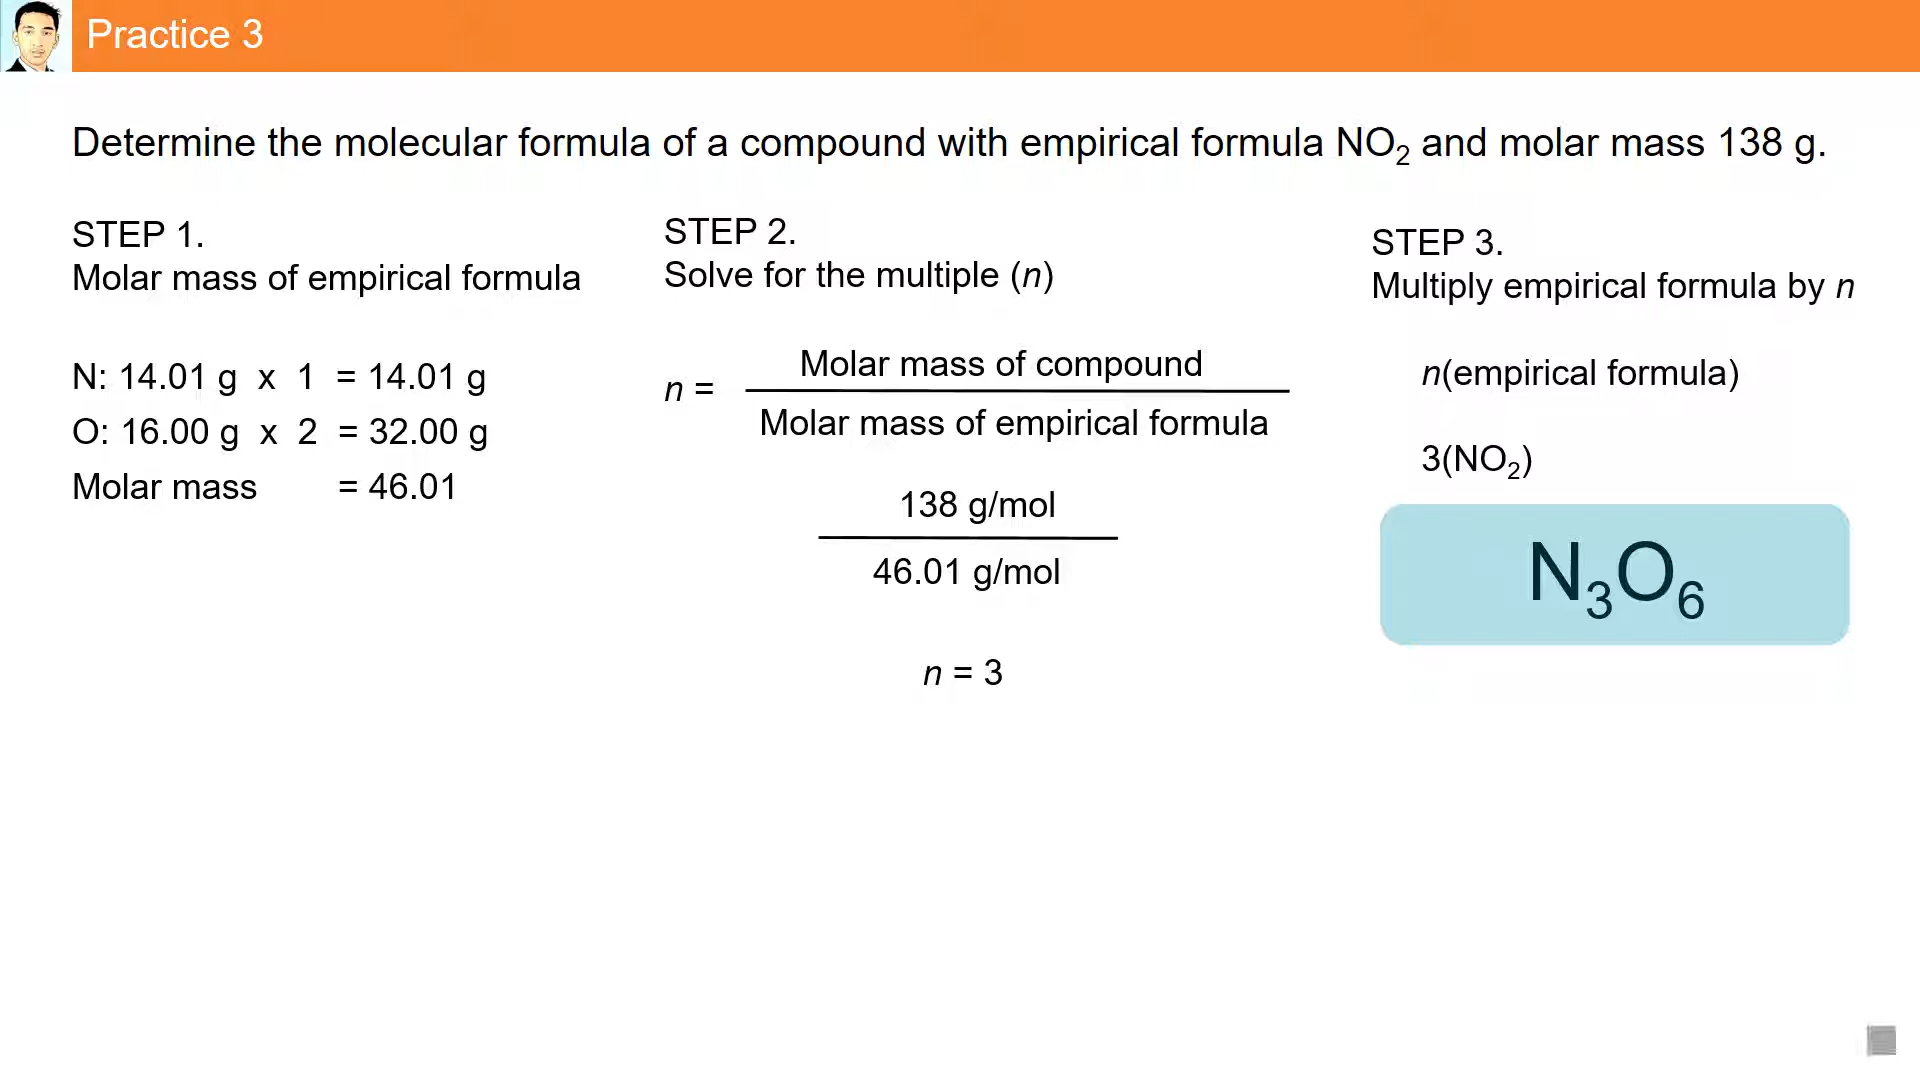 Practice 3
Determine the molecular formula of a compound with empirical formula NO₂ and molar mass 138 g.
STEP 1.
Molar mass of empirical formula
N: 14.01 g x 1 = 14.01 g
O: 16.00 g x 2 = 32.00 g
Molar mass = 46.01
STEP 2.
Solve for the multiple (n)
n =
Molar mass of compound
Molar mass of empirical formula
138 g/mol
46.01 g/mol
n = 3
STEP 3.
Multiply empirical formula by n
n(empirical formula)
3(NO₂)
N₃O₆